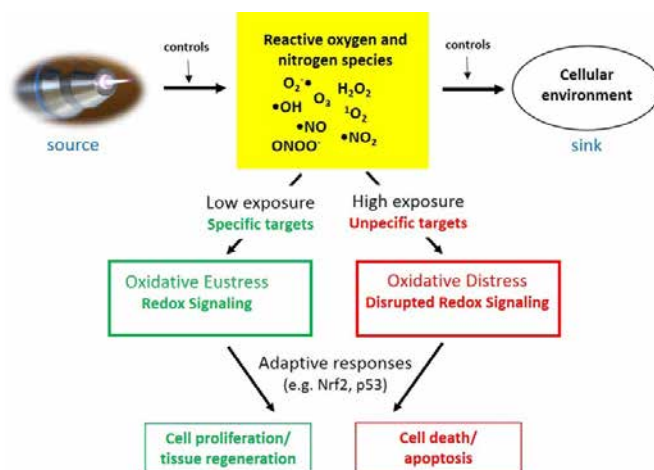 controls
Reactive oxygen and
nitrogen species
controls
O₂⁻• H₂O₂
O₃
•OH ¹O₂
•NO •NO₂
ONOO⁻
Cellular
environment
source
sink
Low exposure
Specific targets
High exposure
Unpecific targets
Oxidative Eustress
Redox Signaling
Oxidative Distress
Disrupted Redox Signaling
Adaptive responses
(e.g. Nrf2, p53)
Cell proliferation/
tissue regeneration
Cell death/
apoptosis